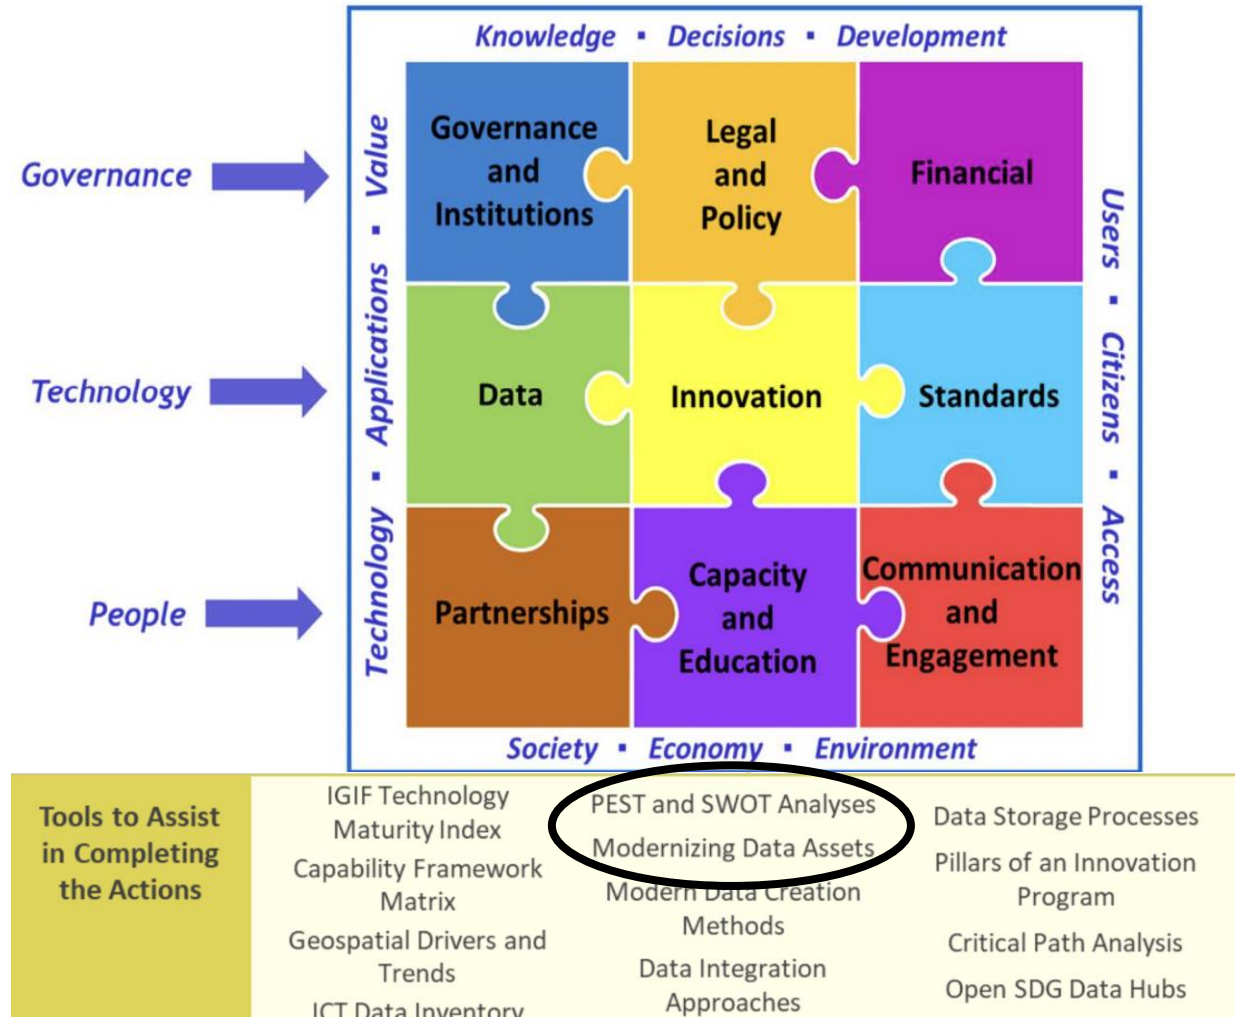 Knowledge ▪ Decisions ▪ Development
Governance
Technology
People
Technology ▪ Applications ▪ Value
Governance
and
Institutions
Legal
and
Policy
Financial
Data
Innovation
Standards
Partnerships
Capacity
and
Education
Communication
and
Engagement
Users ▪ Citizens ▪ Access
Society ▪ Economy ▪ Environment
Tools to Assist
in Completing
the Actions
IGIF Technology
Maturity Index
Capability Framework
Matrix
Geospatial Drivers and
Trends
ICT Data Inventory
PEST and SWOT Analyses
Modernizing Data Assets
Modern Data Creation
Methods
Data Integration
Approaches
Data Storage Processes
Pillars of an Innovation
Program
Critical Path Analysis
Open SDG Data Hubs